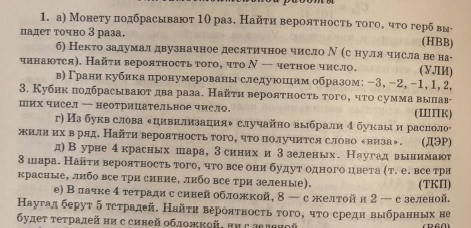 1. а) Монету подбрасывают 10 раз. Найти вероятность того, что герб вы-
падет точно 3 раза. (НВВ)
б) Некто задумал двузначное десятичное число N (с нуля числа не на-
чинаются). Найти вероятность того, что N — четное число. (УЛИ)
в) Грани кубика пронумерованы следующим образом: –3, –2, –1, 1, 2,
3. Кубик подбрасывают два раза. Найти вероятность того, что сумма выпав-
ших чисел — неотрицательное число. (ШПК)
г) Из букв слова «цивилизация» случайно выбрали 4 буквы и располо-
жили их в ряд. Найти вероятность того, что получится слово «виза». (ДЭР)
д) В урне 4 красных шара, 3 синих и 3 зеленых. Наугад вынимают
3 шара. Найти вероятность того, что все они будут одного цвета (т. е. все три
красные, либо все три синие, либо все три зеленые). (ТКП)
е) В пачке 4 тетради с синей обложкой, 8 — с желтой и 2 — с зеленой.
Наугад берут 5 тетрадей. Найти вероятность того, что среди выбранных не
будет тетрадей ни с синей обложкой, ни с зеленой.